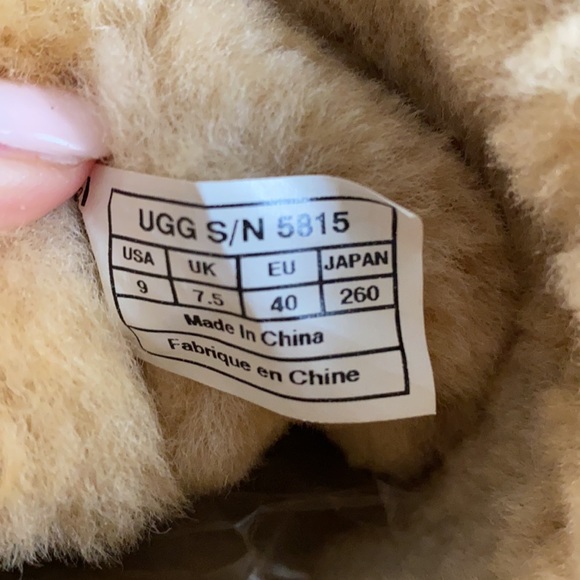 UGG S/N 5815
USA UK EU JAPAN
9 7.5 40 260
Made In China
Fabrique en Chine